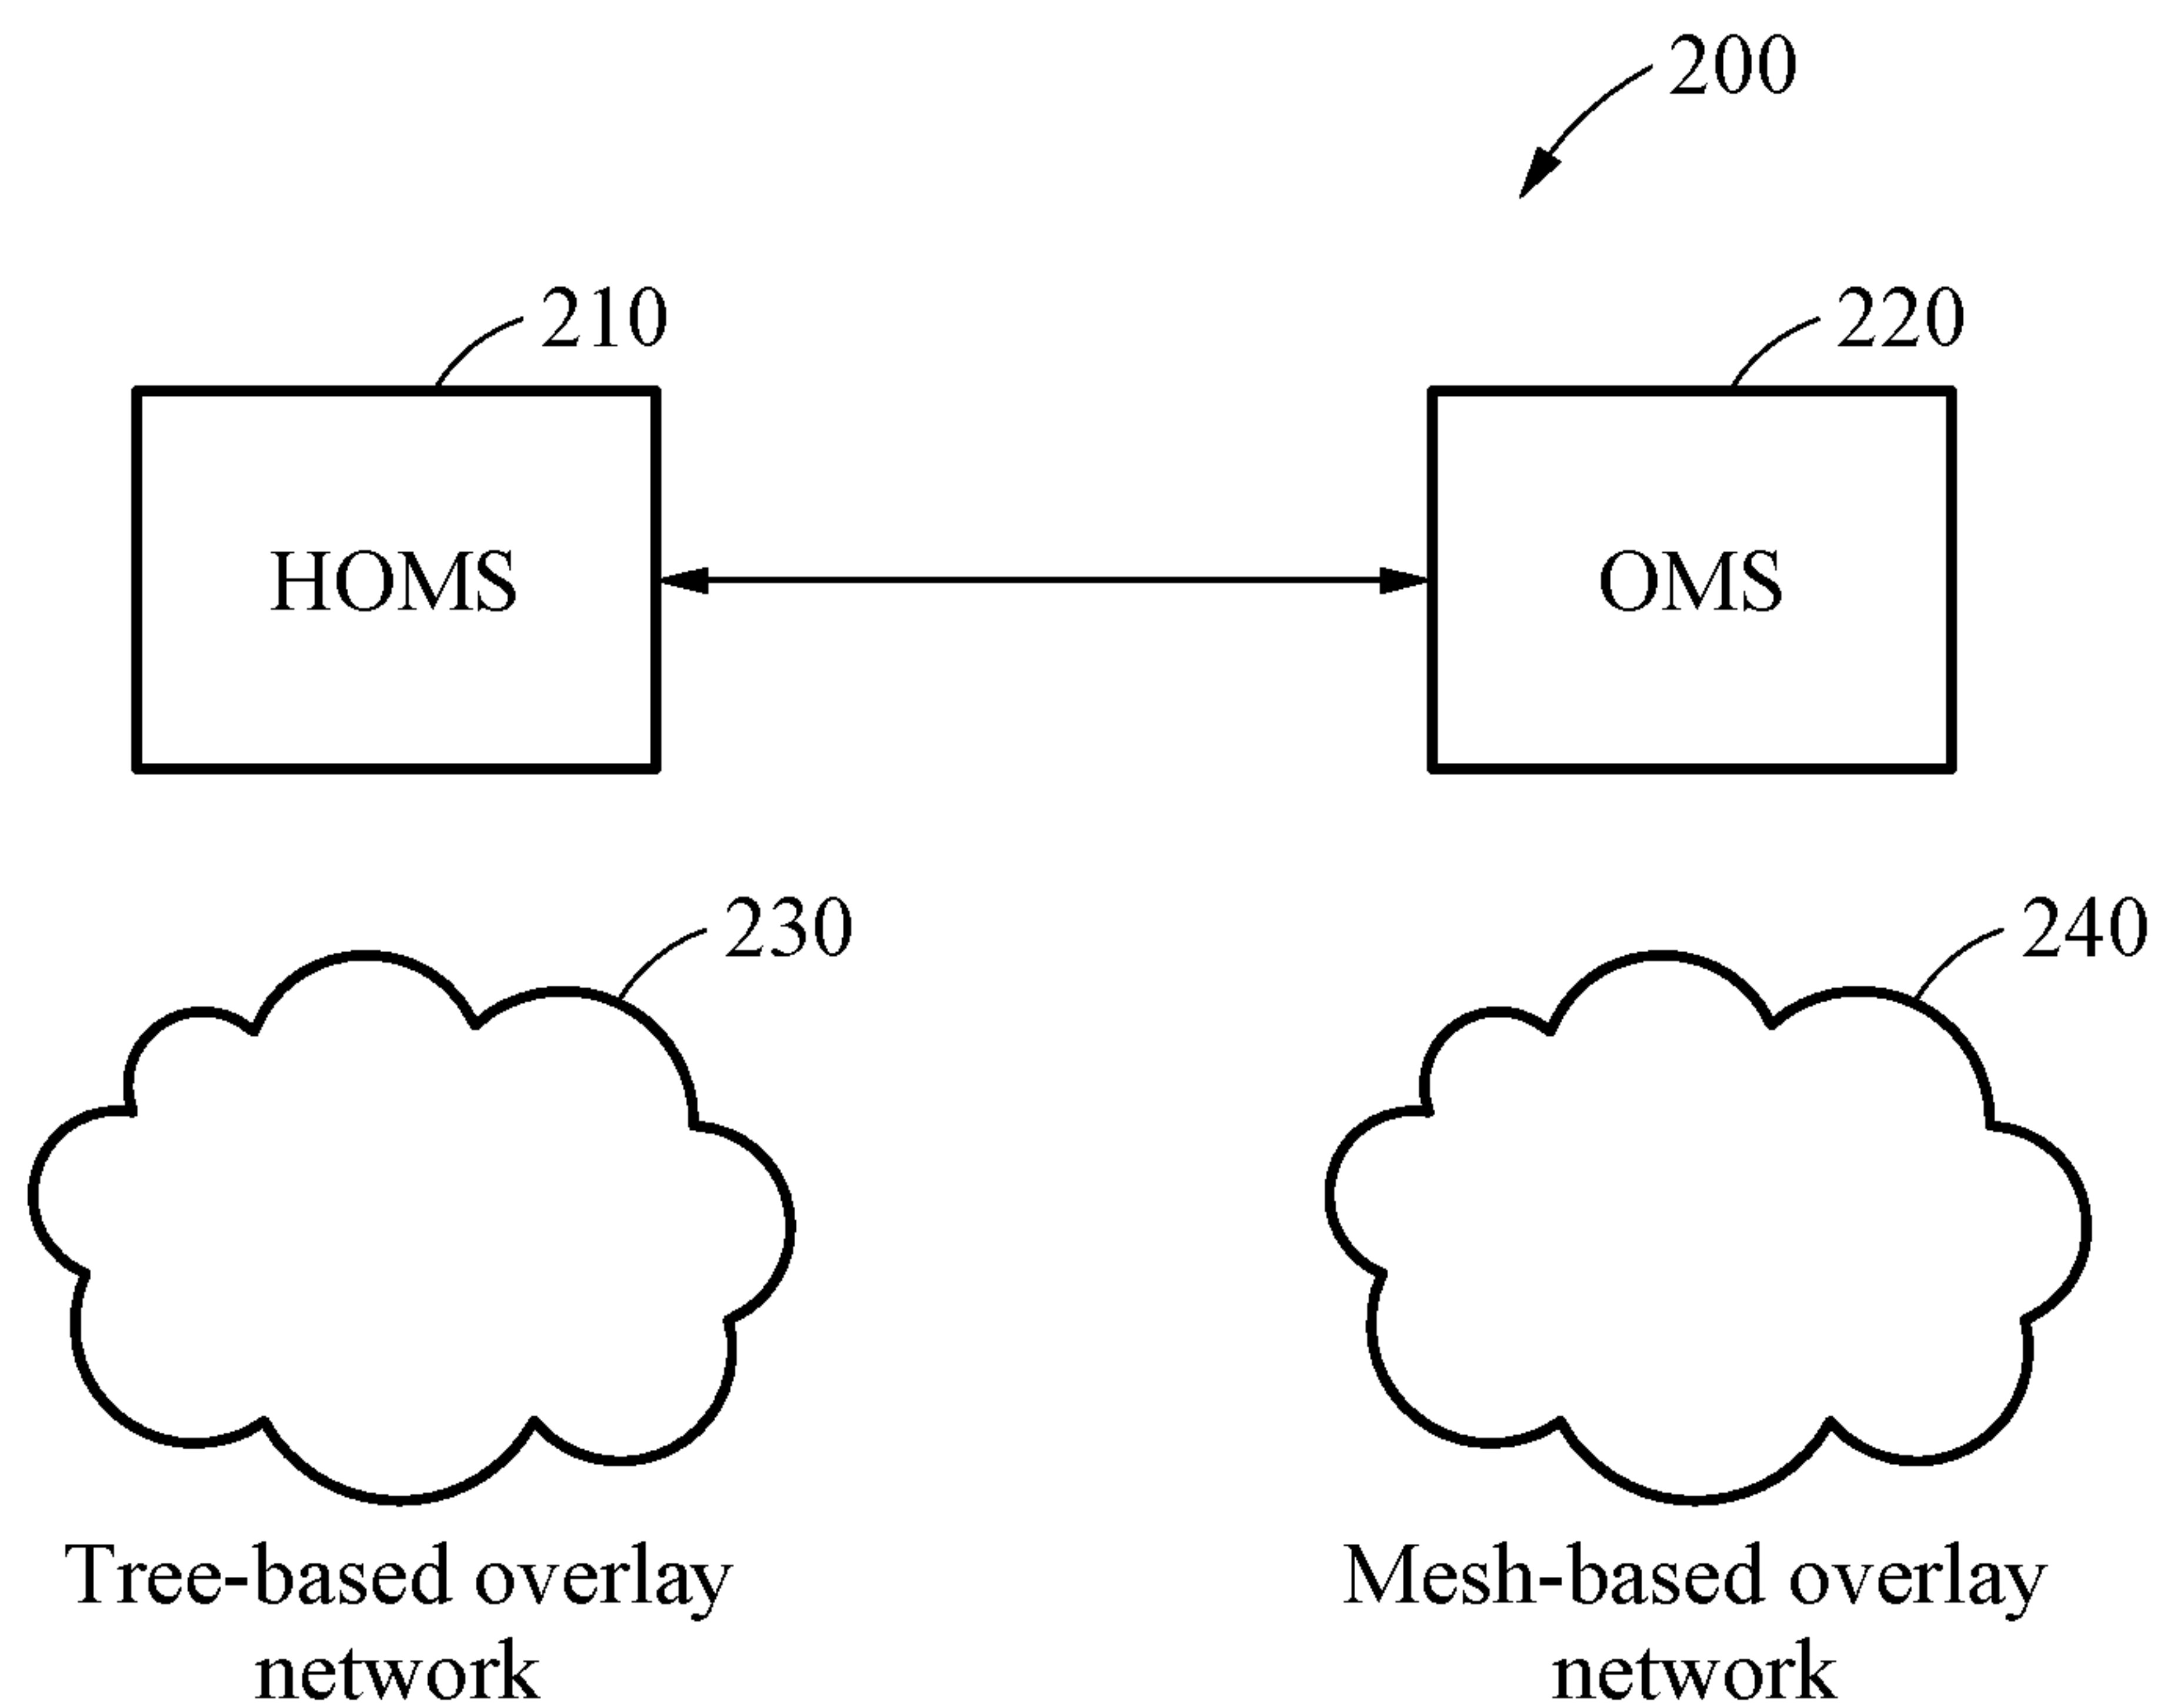 200
210
220
HOMS
OMS
230
240
Tree-based overlay
network
Mesh-based overlay
network